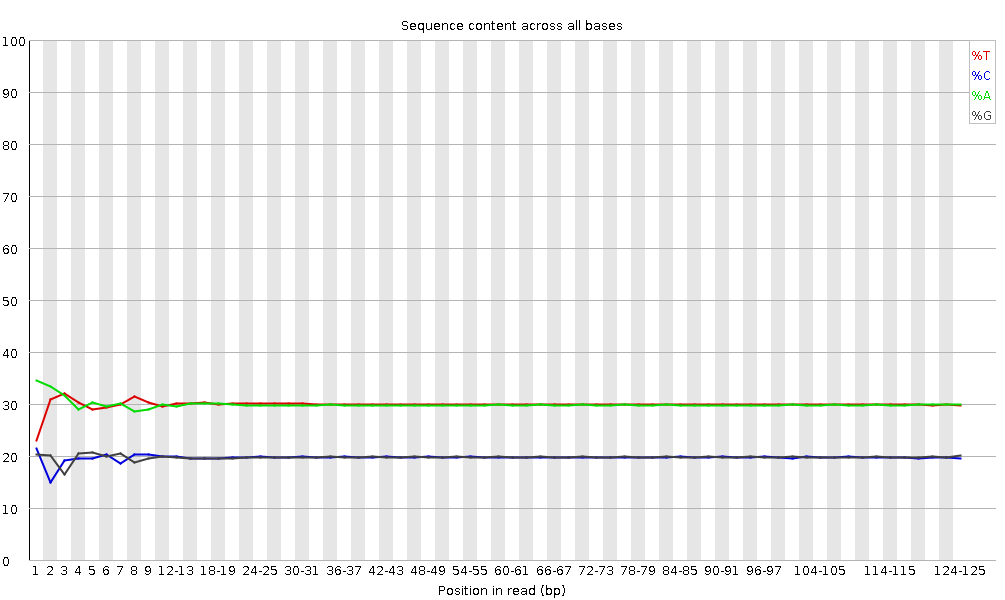 Sequence content across all bases
100
90
80
70
60
50
40
30
20
10
0
%T
%C
%A
%G
1 2 3 4 5 6 7 8 9 12-13 18-19 24-25 30-31 36-37 42-43 48-49 54-55 60-61 66-67 72-73 78-79 84-85 90-91 96-97 104-105 114-115 124-125
Position in read (bp)